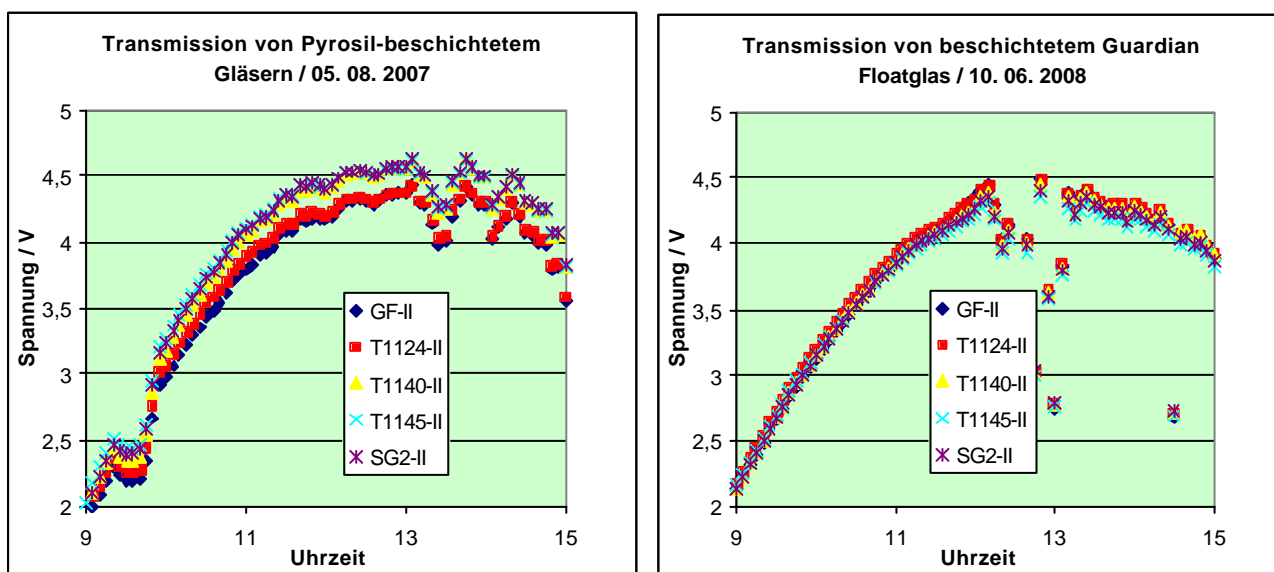 Transmission von Pyrosil-beschichtetem
Gläsern / 05. 08. 2007
Spannung / V
5
4,5
4
3,5
3
2,5
2
9
11
13
15
Uhrzeit
GF-II
T1124-II
T1140-II
T1145-II
SG2-II
Transmission von beschichtetem Guardian
Floatglas / 10. 06. 2008
Spannung / V
5
4,5
4
3,5
3
2,5
2
9
11
13
15
Uhrzeit
GF-II
T1124-II
T1140-II
T1145-II
SG2-II